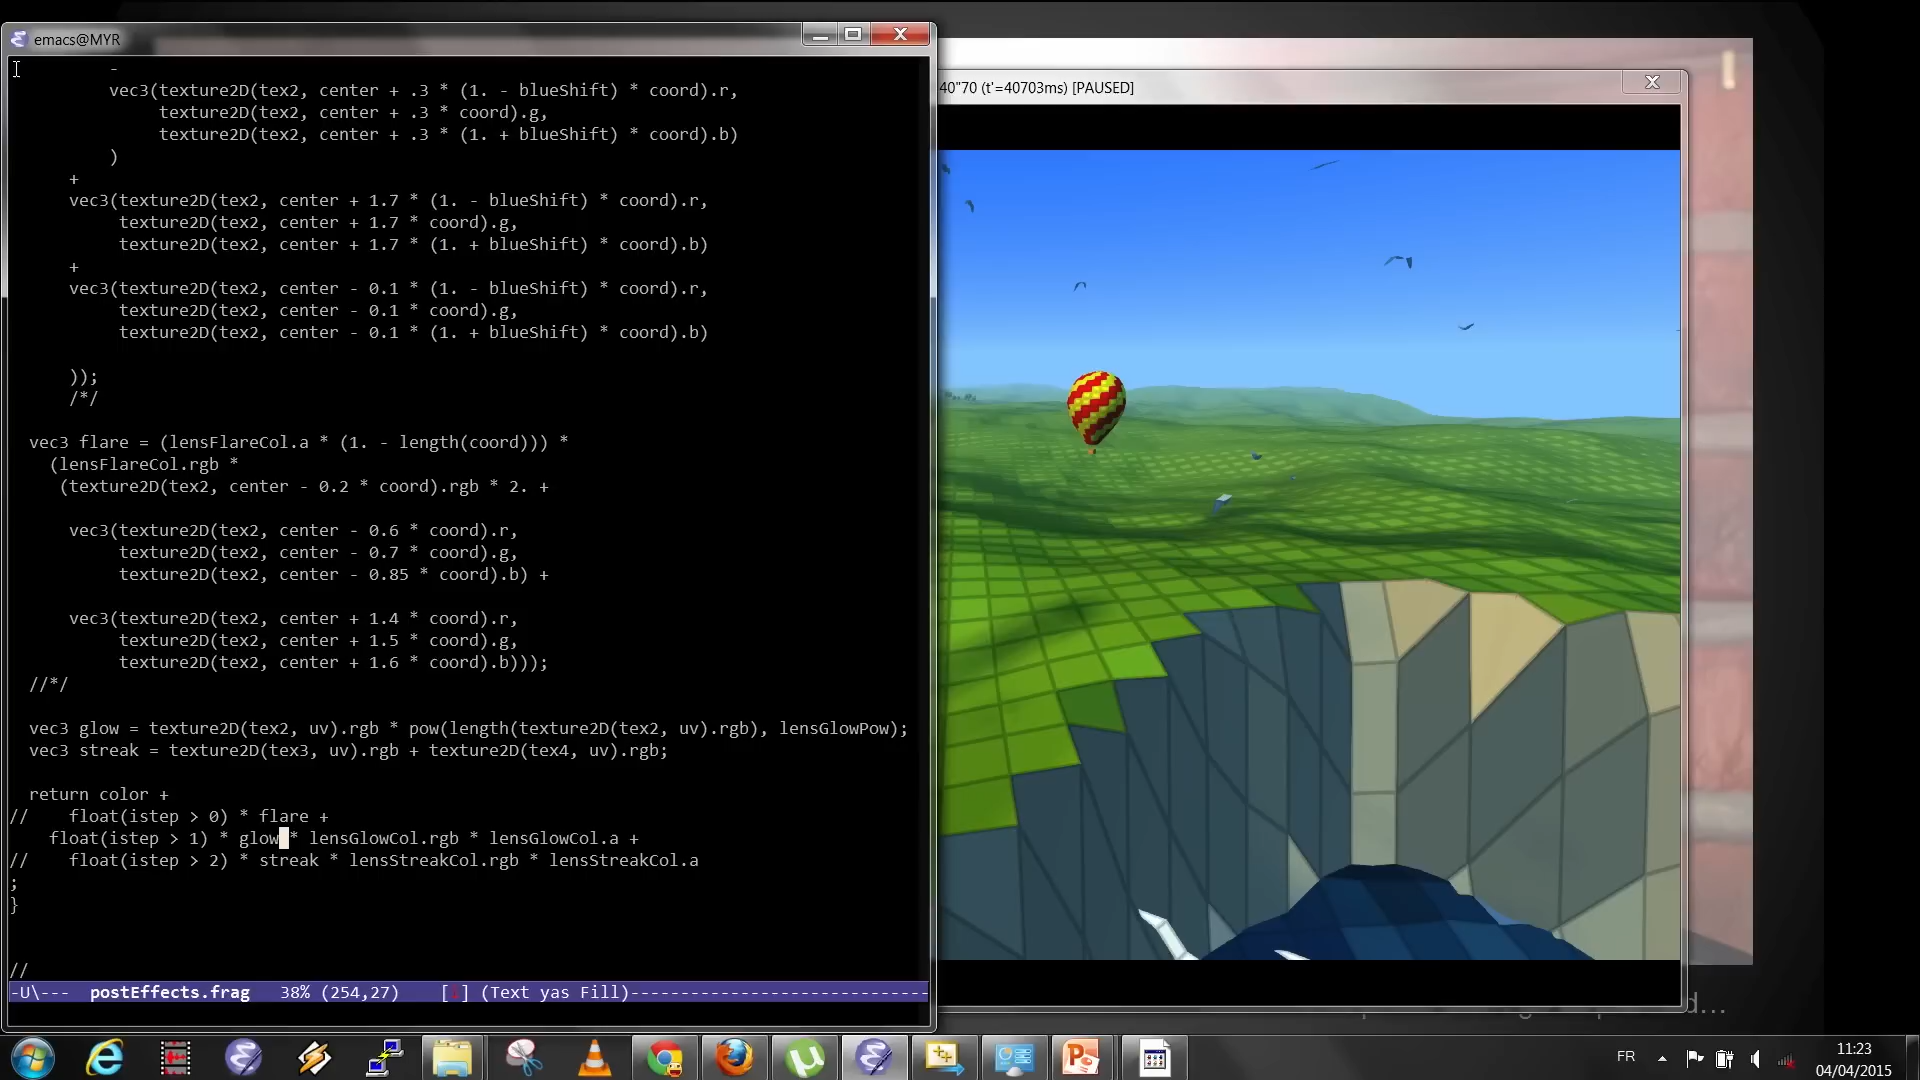 emacs@MYR
-
vec3(texture2D(tex2, center + .3 * (1. - blueShift) * coord).r,
texture2D(tex2, center + .3 * coord).g,
texture2D(tex2, center + .3 * (1. + blueShift) * coord).b)
)
+
vec3(texture2D(tex2, center + 1.7 * (1. - blueShift) * coord).r,
texture2D(tex2, center + 1.7 * coord).g,
texture2D(tex2, center + 1.7 * (1. + blueShift) * coord).b)
+
vec3(texture2D(tex2, center - 0.1 * (1. - blueShift) * coord).r,
texture2D(tex2, center - 0.1 * coord).g,
texture2D(tex2, center - 0.1 * (1. + blueShift) * coord).b)
));
/*/
vec3 flare = (lensFlareCol.a * (1. - length(coord))) *
(lensFlareCol.rgb *
(texture2D(tex2, center - 0.2 * coord).rgb * 2. +
vec3(texture2D(tex2, center - 0.6 * coord).r,
texture2D(tex2, center - 0.7 * coord).g,
texture2D(tex2, center - 0.85 * coord).b) +
vec3(texture2D(tex2, center + 1.4 * coord).r,
texture2D(tex2, center + 1.5 * coord).g,
texture2D(tex2, center + 1.6 * coord).b)));
//*/
vec3 glow = texture2D(tex2, uv).rgb * pow(length(texture2D(tex2, uv).rgb), lensGlowPow);
vec3 streak = texture2D(tex3, uv).rgb + texture2D(tex4, uv).rgb;
return color +
// float(istep > 0) * flare +
float(istep > 1) * glow * lensGlowCol.rgb * lensGlowCol.a +
// float(istep > 2) * streak * lensStreakCol.rgb * lensStreakCol.a
;
}
//
-U\--- postEffects.frag 38% (254,27) [] (Text yas Fill)
40"70 (t'=40703ms) [PAUSED]
FR
11:23
04/04/2015